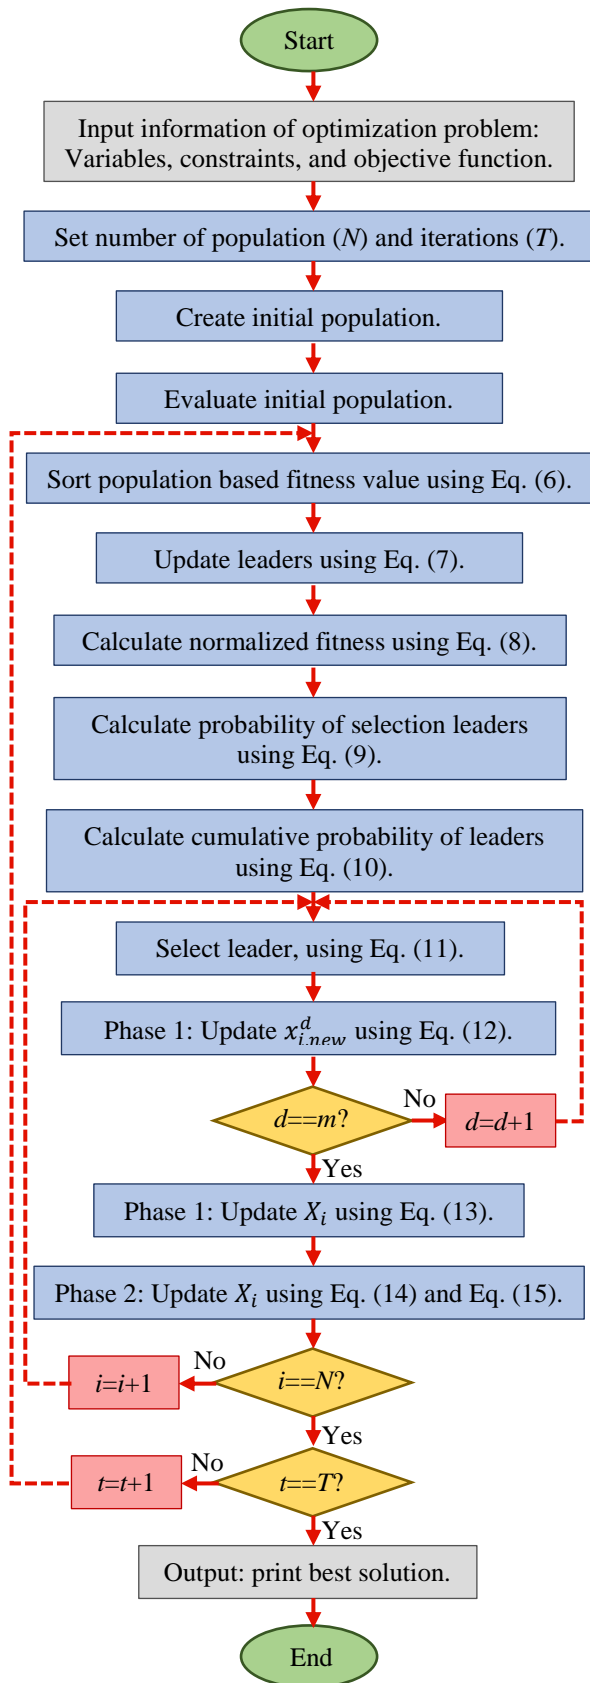 Start
Input information of optimization problem:
Variables, constraints, and objective function.
Set number of population (N) and iterations (T).
Create initial population.
Evaluate initial population.
Sort population based fitness value using Eq. (6).
Update leaders using Eq. (7).
Calculate normalized fitness using Eq. (8).
Calculate probability of selection leaders
using Eq. (9).
Calculate cumulative probability of leaders
using Eq. (10).
Select leader, using Eq. (11).
Phase 1: Update $x_{i,new}^{d}$ using Eq. (12).
d==m?
No
d=d+1
Yes
Phase 1: Update $X_i$ using Eq. (13).
Phase 2: Update $X_i$ using Eq. (14) and Eq. (15).
i==N?
No
i=i+1
Yes
t==T?
No
t=t+1
Yes
Output: print best solution.
End